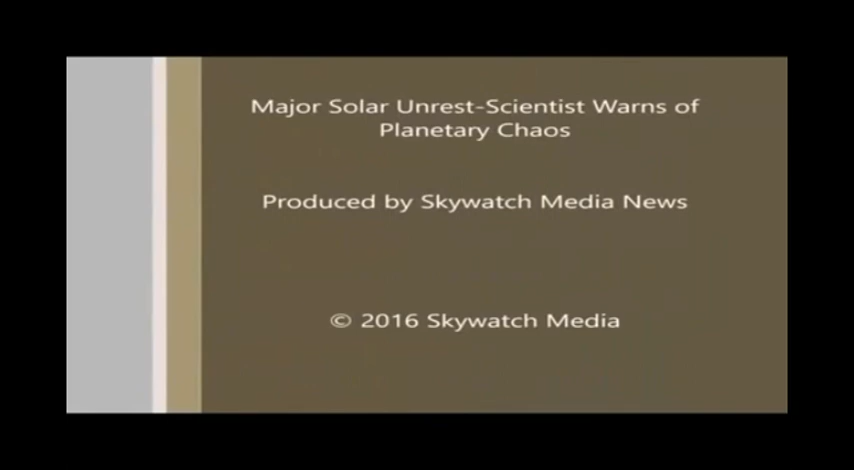 Major Solar Unrest-Scientist Warns of
Planetary Chaos
Produced by Skywatch Media News
© 2016 Skywatch Media